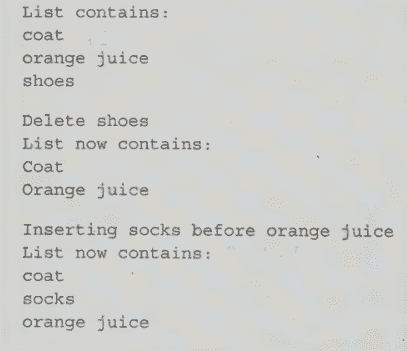 List contains:
coat
orange juice
shoes
Delete shoes
List now contains:
Coat
Orange juice
Inserting socks before orange juice
List now contains:
coat
socks
orange juice